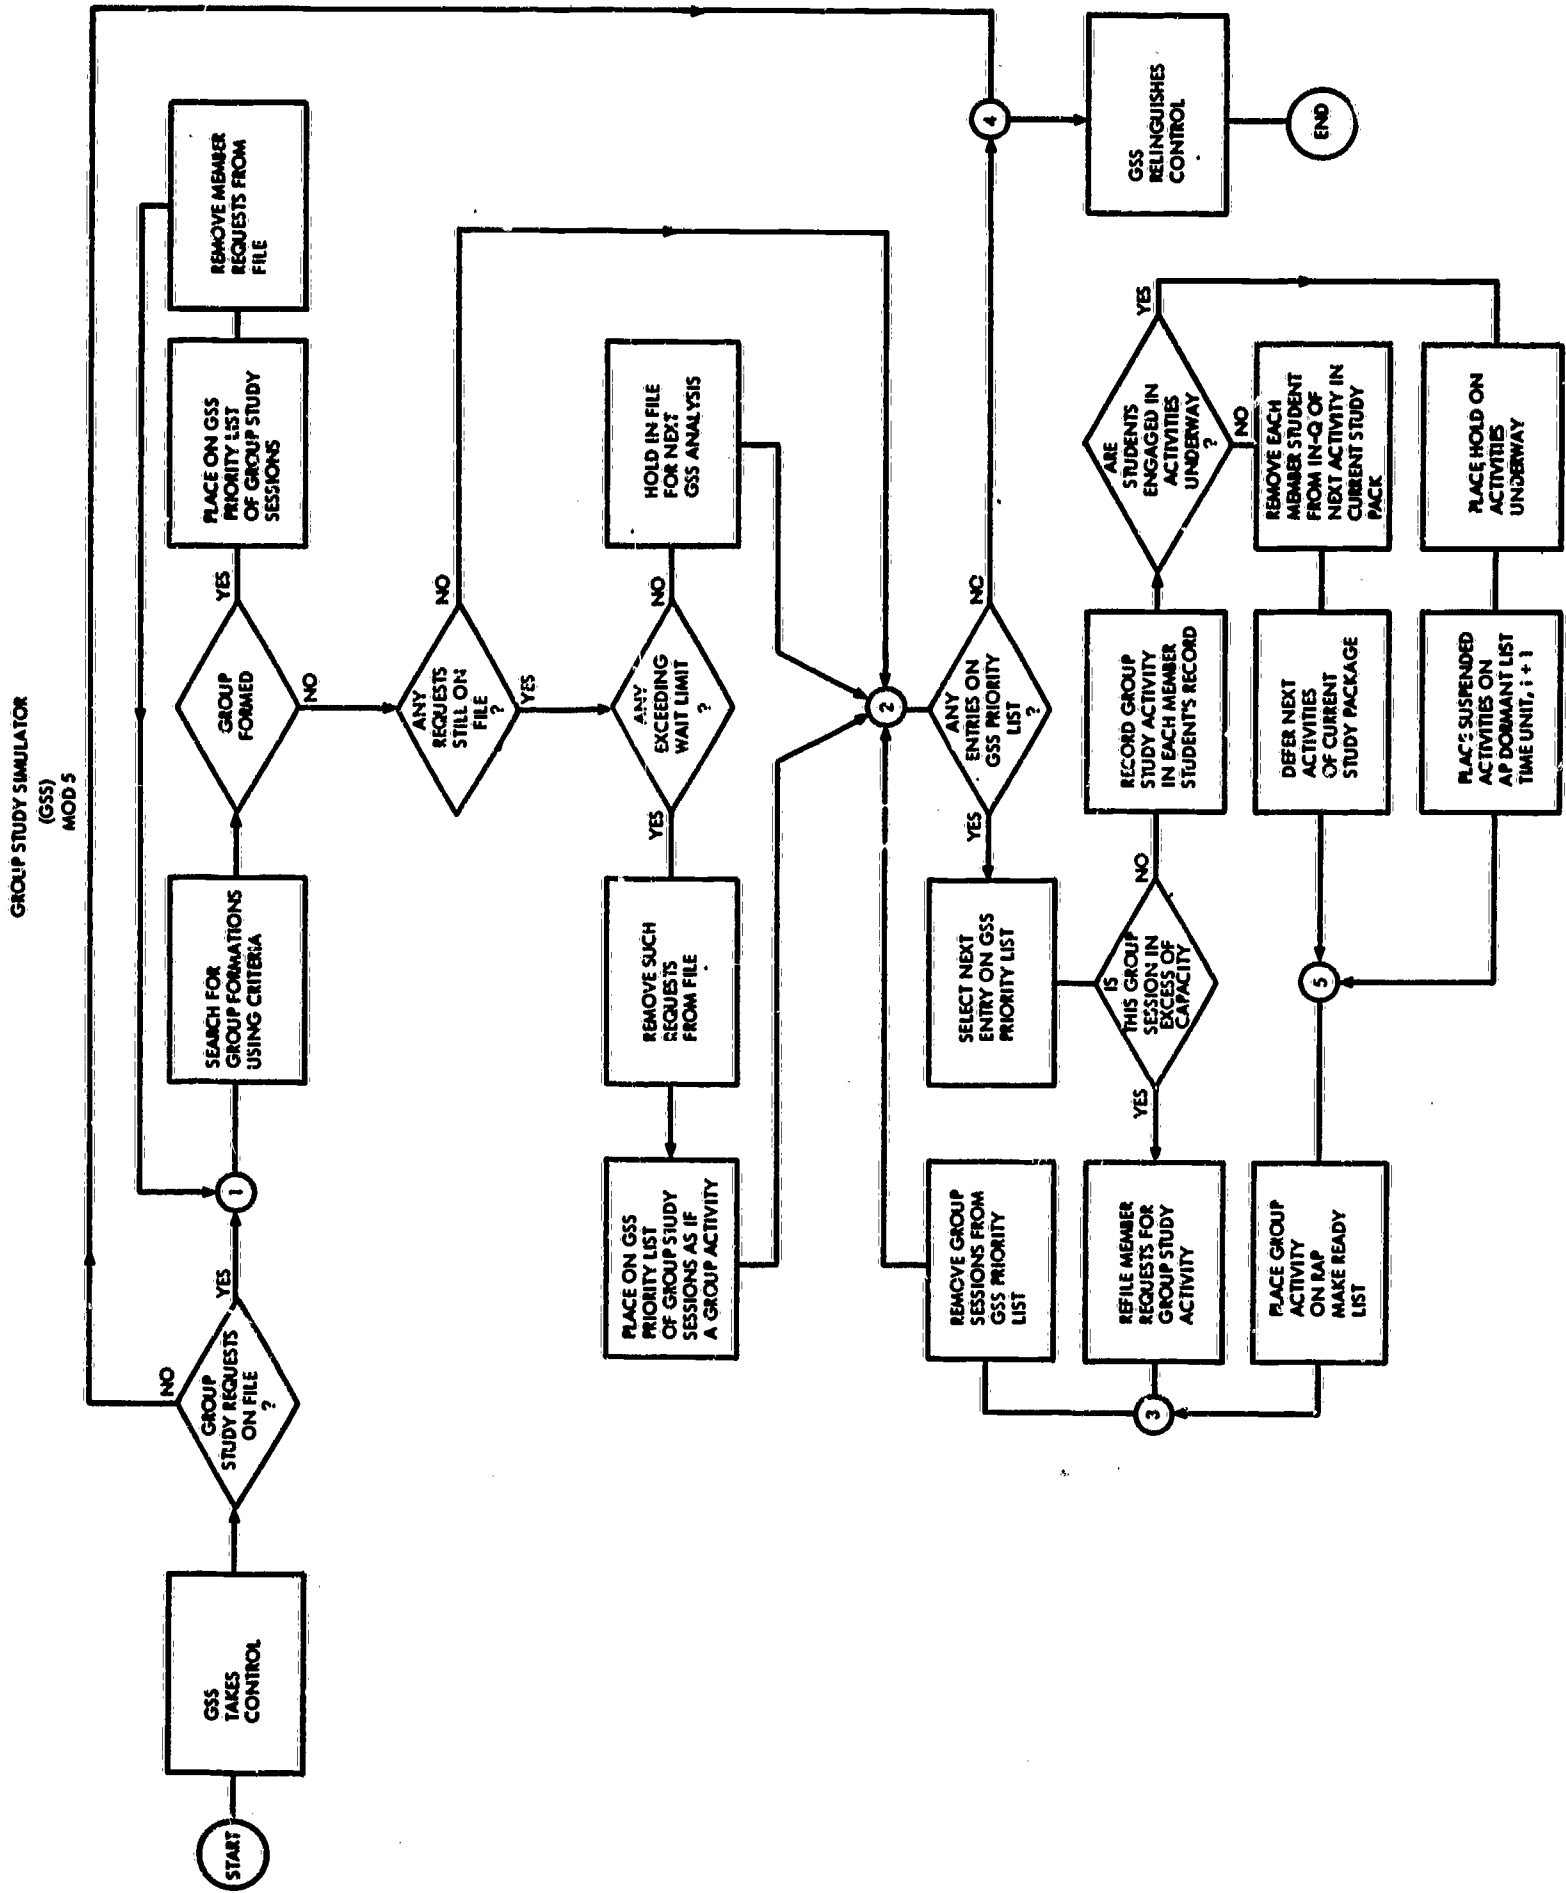 GROUP STUDY SIMULATOR
(GSS)
MOD 5
START
GSS
TAKES
CONTROL
GROUP
STUDY REQUESTS
ON FILE
?
NO
YES
1
SEARCH FOR
GROUP FORMATIONS
USING CRITERIA
GROUP
FORMED
YES
NO
PLACE ON GSS
PRIORITY LIST
OF GROUP STUDY
SESSIONS
REMOVE MEMBER
REQUESTS FROM
FILE
ANY
REQUESTS
STILL ON
FILE
?
NO
YES
ANY
EXCEEDING
WAIT LIMIT
?
NO
YES
HOLD IN FILE
FOR NEXT
GSS ANALYSIS
REMOVE SUCH
REQUESTS
FROM FILE
PLACE ON GSS
PRIORITY LIST
OF GROUP STUDY
SESSIONS AS IF
A GROUP ACTIVITY
2
ANY
ENTRIES ON
GSS PRIORITY
LIST
?
NO
YES
4
GSS
RELINQUISHES
CONTROL
END
SELECT NEXT
ENTRY ON GSS
PRIORITY LIST
IS
THIS GROUP
SESSION IN
EXCESS OF
CAPACITY
YES
NO
REMOVE GROUP
SESSIONS FROM
GSS PRIORITY
LIST
REFILE MEMBER
REQUESTS FOR
GROUP STUDY
ACTIVITY
3
RECORD GROUP
STUDY ACTIVITY
IN EACH MEMBER
STUDENT'S RECORD
ARE
STUDENTS
ENGAGED IN
ACTIVITIES
UNDERWAY
?
YES
NO
REMOVE EACH
MEMBER STUDENT
FROM IN-Q OF
NEXT ACTIVITY IN
CURRENT STUDY
PACK
DEFER NEXT
ACTIVITIES
OF CURRENT
STUDY PACKAGE
5
PLACE GROUP
ACTIVITY
ON RAP
MAKE READY
LIST
PLACE HOLD ON
ACTIVITIES
UNDERWAY
PLACE SUSPENDED
ACTIVITIES ON
AP DORMANT LIST
TIME UNIT, i + 1